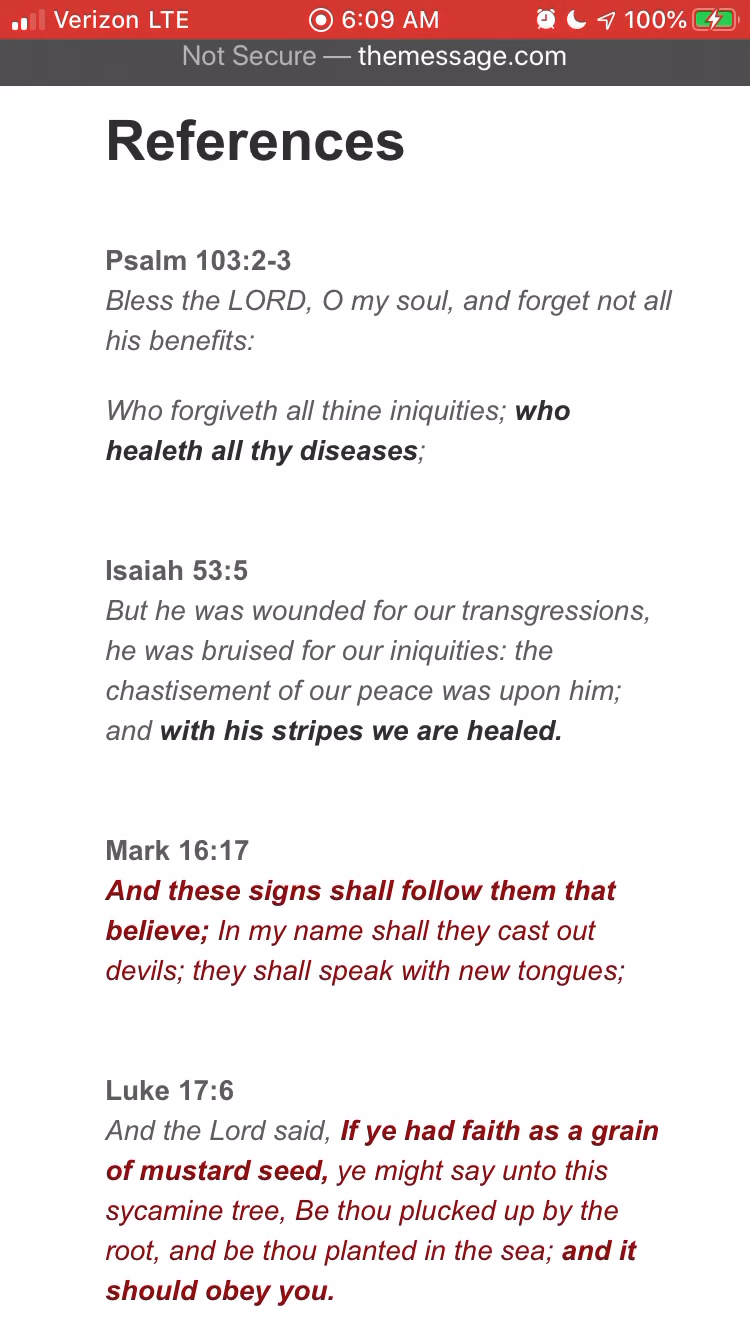 Verizon LTE 6:09 AM 100%
Not Secure — themessage.com
References
Psalm 103:2-3
Bless the LORD, O my soul, and forget not all
his benefits:
Who forgiveth all thine iniquities; who
healeth all thy diseases;
Isaiah 53:5
But he was wounded for our transgressions,
he was bruised for our iniquities: the
chastisement of our peace was upon him;
and with his stripes we are healed.
Mark 16:17
And these signs shall follow them that
believe; In my name shall they cast out
devils; they shall speak with new tongues;
Luke 17:6
And the Lord said, If ye had faith as a grain
of mustard seed, ye might say unto this
sycamine tree, Be thou plucked up by the
root, and be thou planted in the sea; and it
should obey you.